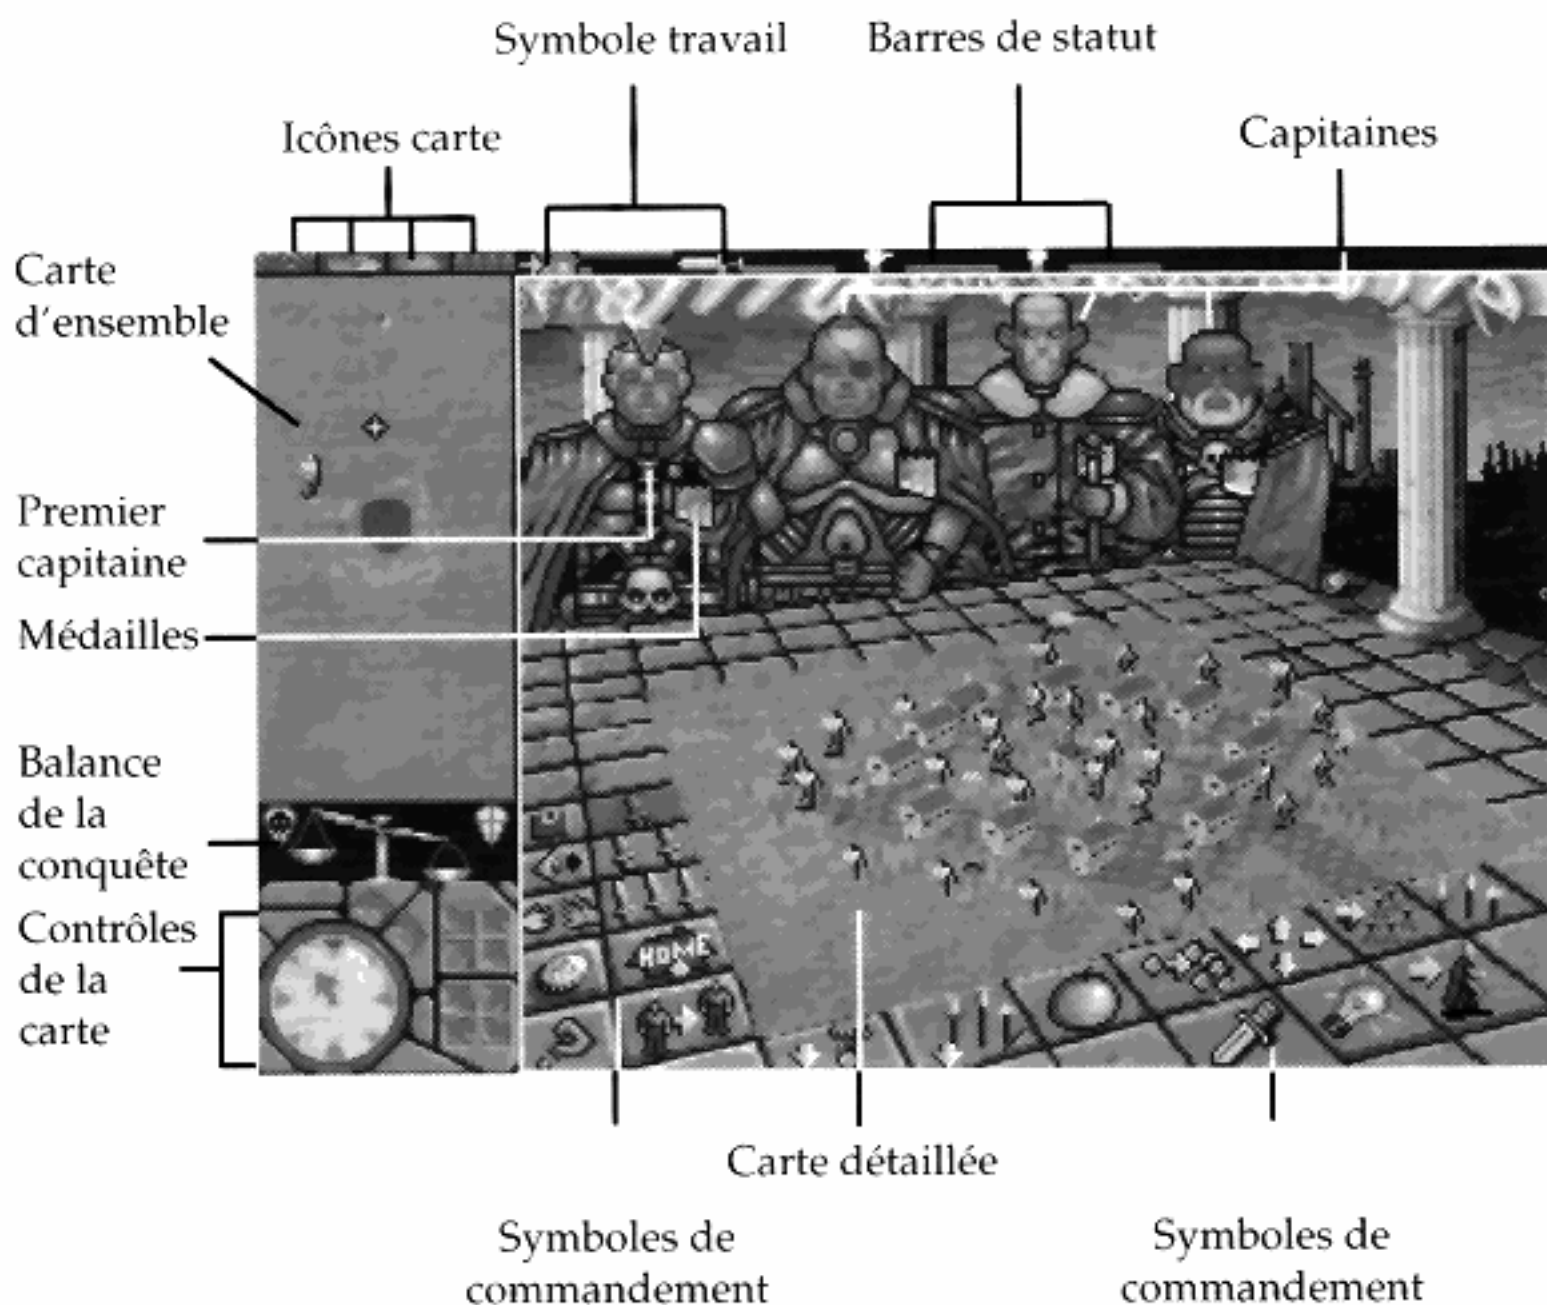 Symbole travail
Barres de statut
Icônes carte
Capitaines
Carte
d'ensemble
Premier
capitaine
Médailles
Balance
de la
conquête
Contrôles
de la
carte
HOME
Carte détaillée
Symboles de
commandement
Symboles de
commandement